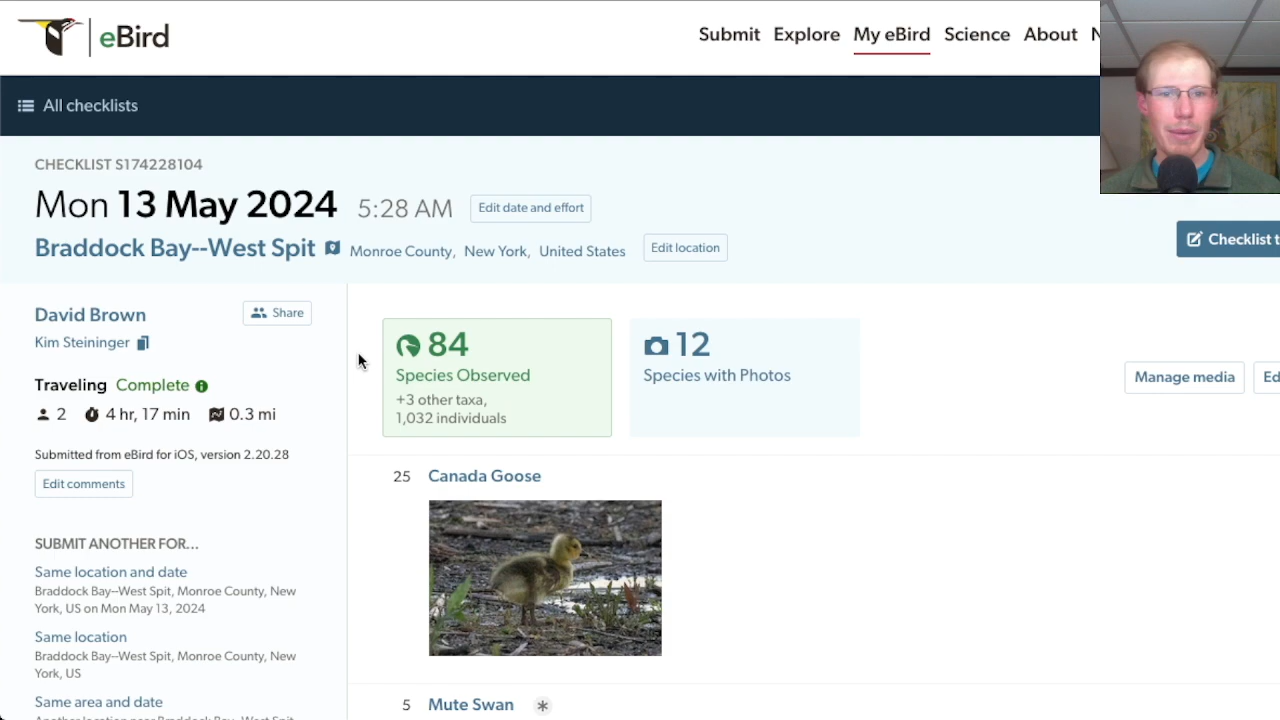 eBird
Submit Explore My eBird Science About
All checklists
CHECKLIST S174228104
Mon 13 May 2024 5:28 AM Edit date and effort
Braddock Bay--West Spit Monroe County, New York, United States Edit location
Checklist
David Brown Share
Kim Steininger
Traveling Complete
2 4 hr, 17 min 0.3 mi
Submitted from eBird for iOS, version 2.20.28
Edit comments
SUBMIT ANOTHER FOR...
Same location and date
Braddock Bay--West Spit, Monroe County, New
York, US on Mon May 13, 2024
Same location
Braddock Bay--West Spit, Monroe County, New
York, US
Same area and date
84
Species Observed
+3 other taxa,
1,032 individuals
12
Species with Photos
Manage media
25 Canada Goose
5 Mute Swan *